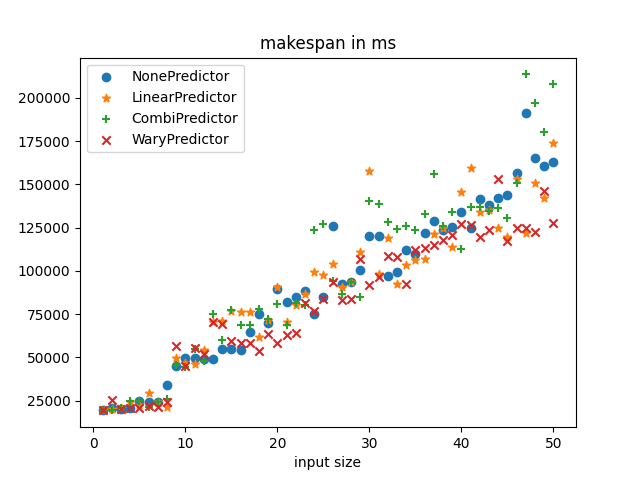 makespan in ms
NonePredictor
LinearPredictor
CombiPredictor
WaryPredictor
200000
175000
150000
125000
100000
75000
50000
25000
0 10 20 30 40 50
input size